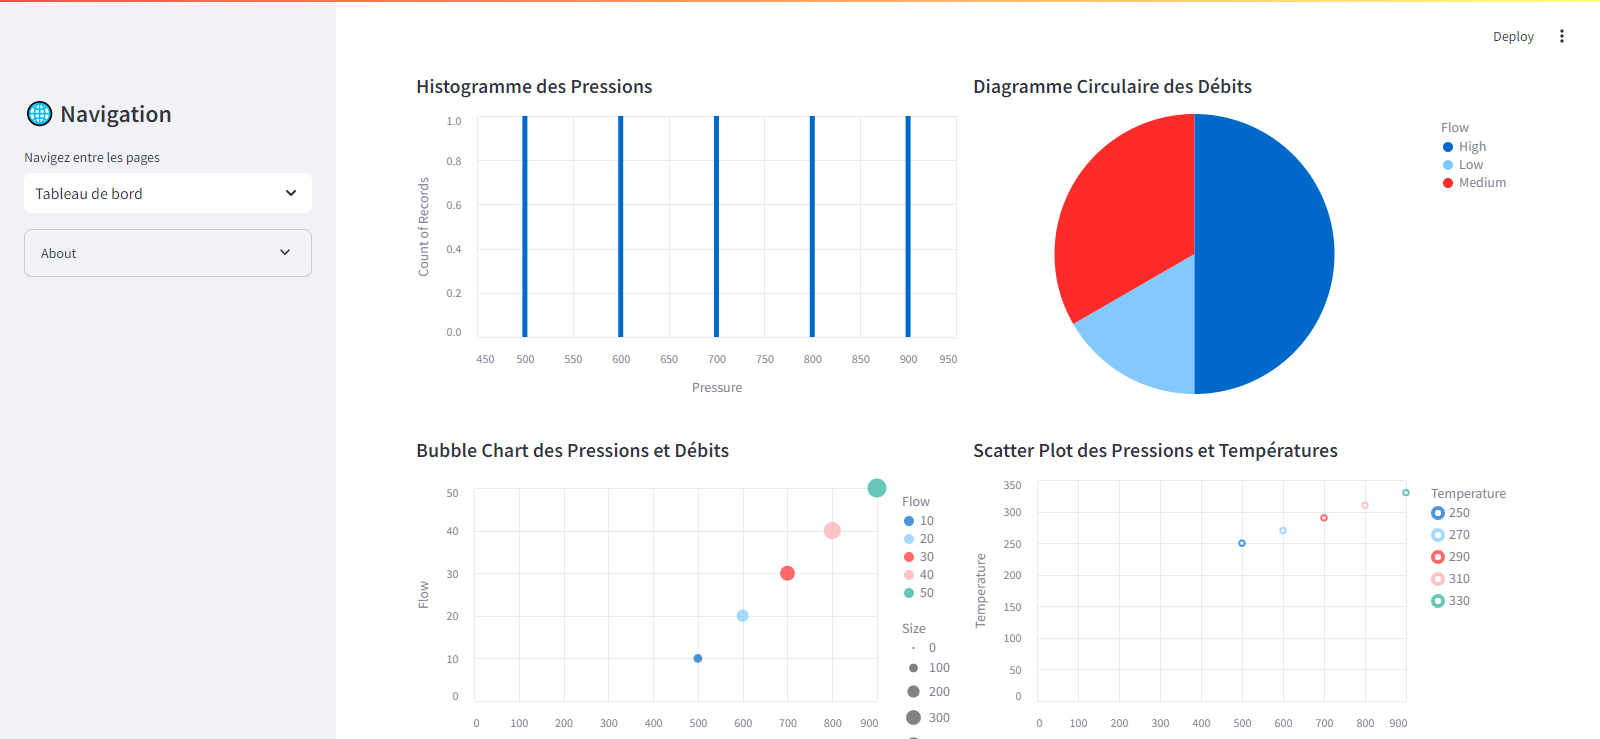 Deploy
Navigation
Navigez entre les pages
Tableau de bord
About
Histogramme des Pressions
1.0
0.8
0.6
0.4
0.2
0.0
Count of Records
450 500 550 600 650 700 750 800 850 900 950
Pressure
Diagramme Circulaire des Débits
Flow
High
Low
Medium
Bubble Chart des Pressions et Débits
50
40
30
20
10
0
Flow
0 100 200 300 400 500 600 700 800 900
Flow
10
20
30
40
50
Size
0
100
200
300
Scatter Plot des Pressions et Températures
350
300
250
200
150
100
50
0
Temperature
0 100 200 300 400 500 600 700 800 900
Temperature
250
270
290
310
330